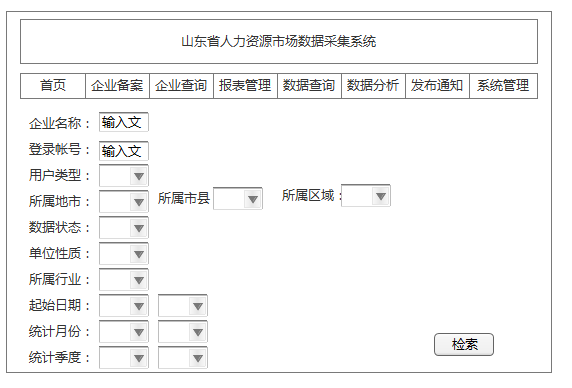 山东省人力资源市场数据采集系统
首页 企业备案 企业查询 报表管理 数据查询 数据分析 发布通知 系统管理
企业名称： 输入文
登录帐号： 输入文
用户类型：
所属地市： 所属市县 所属区域：
数据状态：
单位性质：
所属行业：
起始日期：
统计月份：
统计季度：
检索